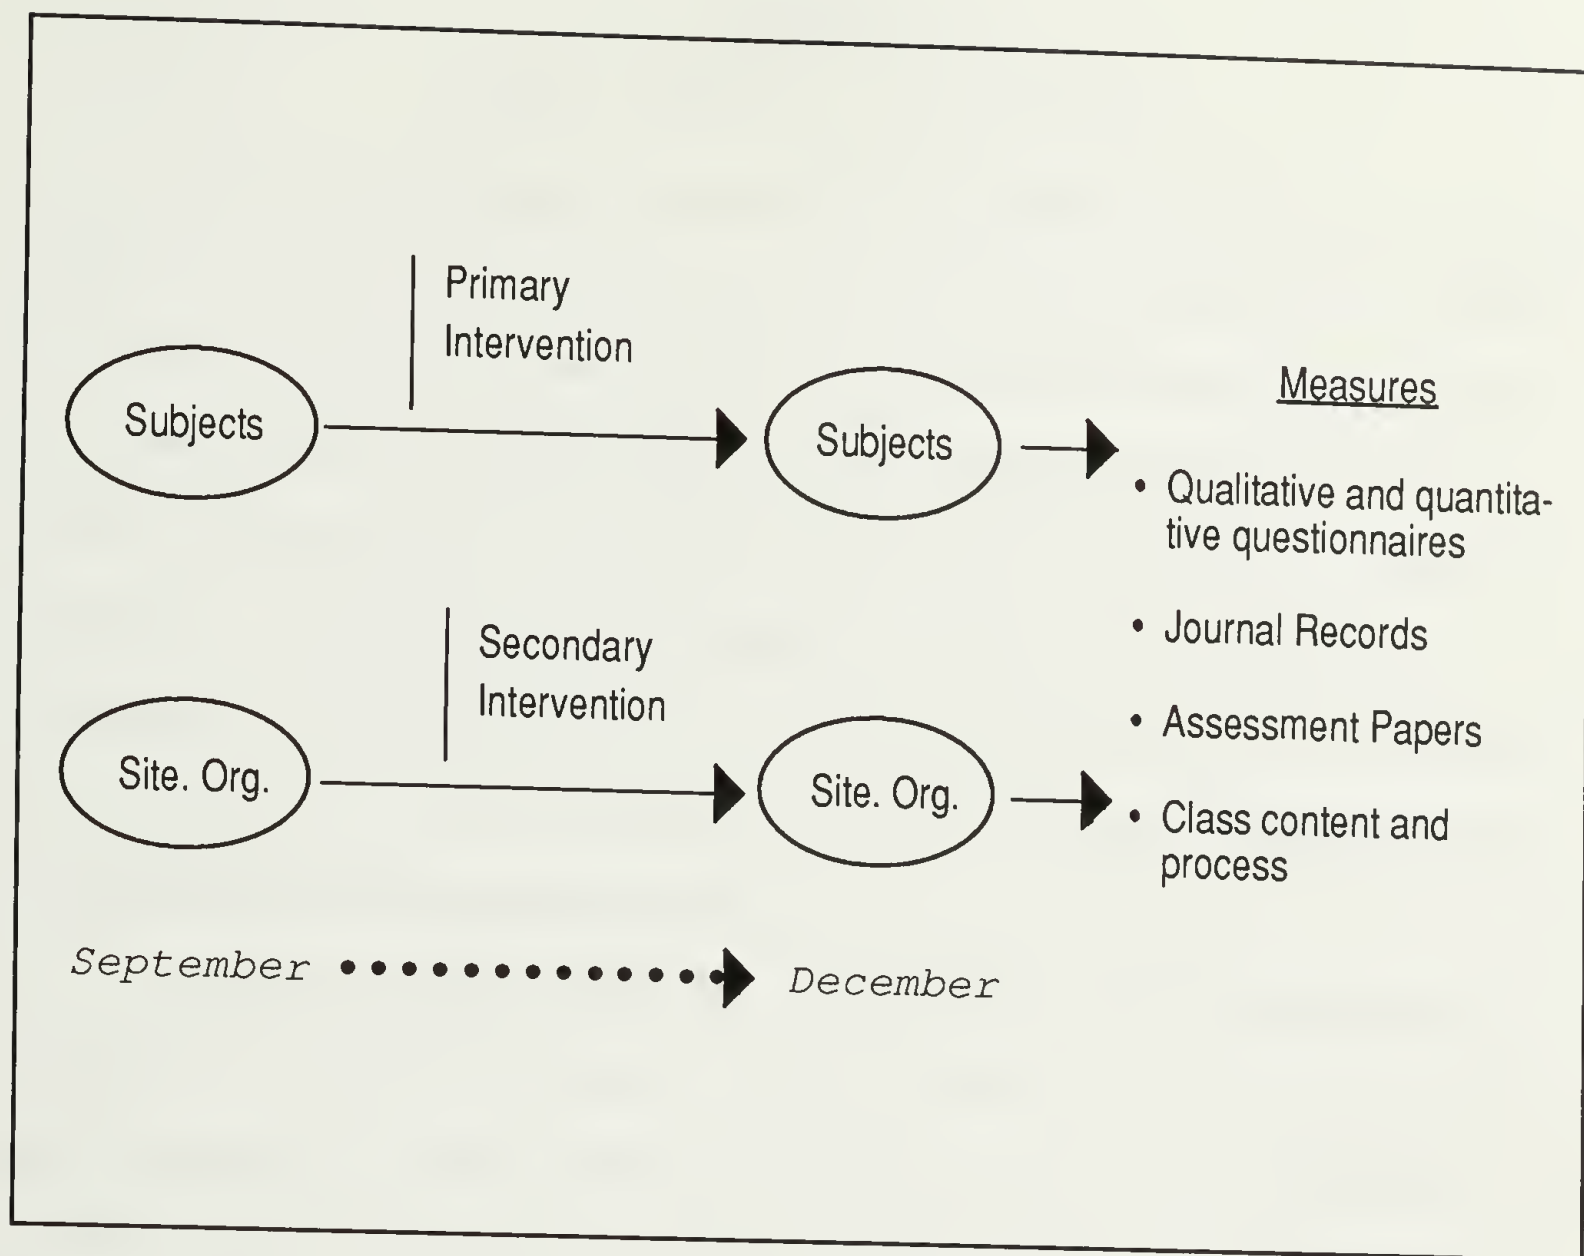 Primary
Intervention
Subjects
Subjects
Measures
• Qualitative and quantita-
tive questionnaires
• Journal Records
Secondary
Intervention
• Assessment Papers
Site. Org.
Site. Org.
• Class content and
process
September
December